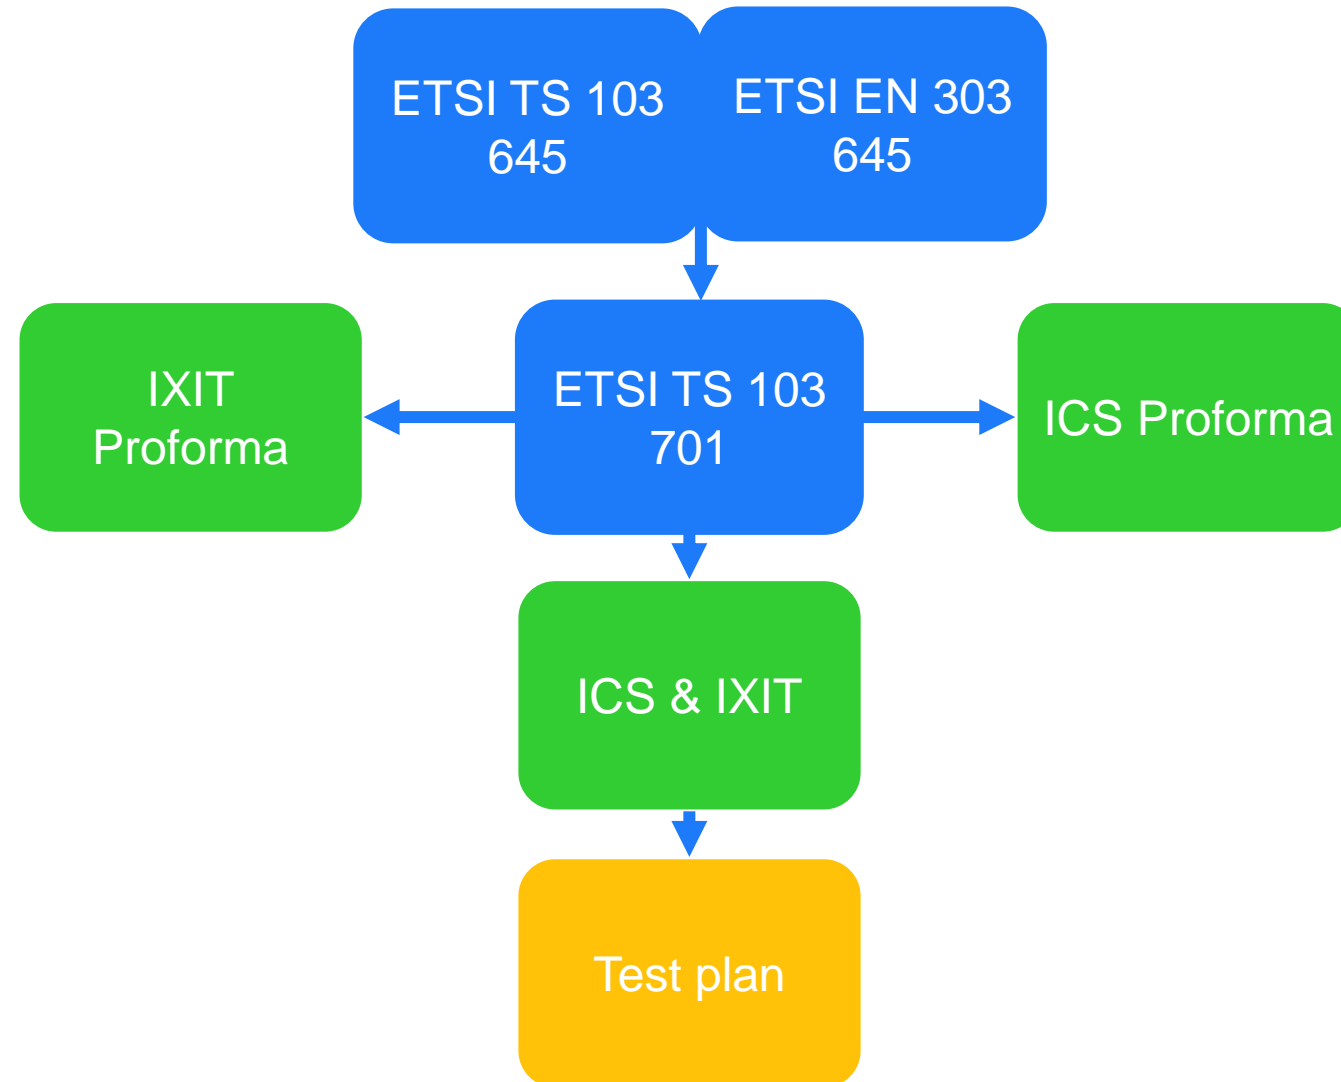 ETSI TS 103
645
ETSI EN 303
645
IXIT
Proforma
ETSI TS 103
701
ICS Proforma
ICS & IXIT
Test plan